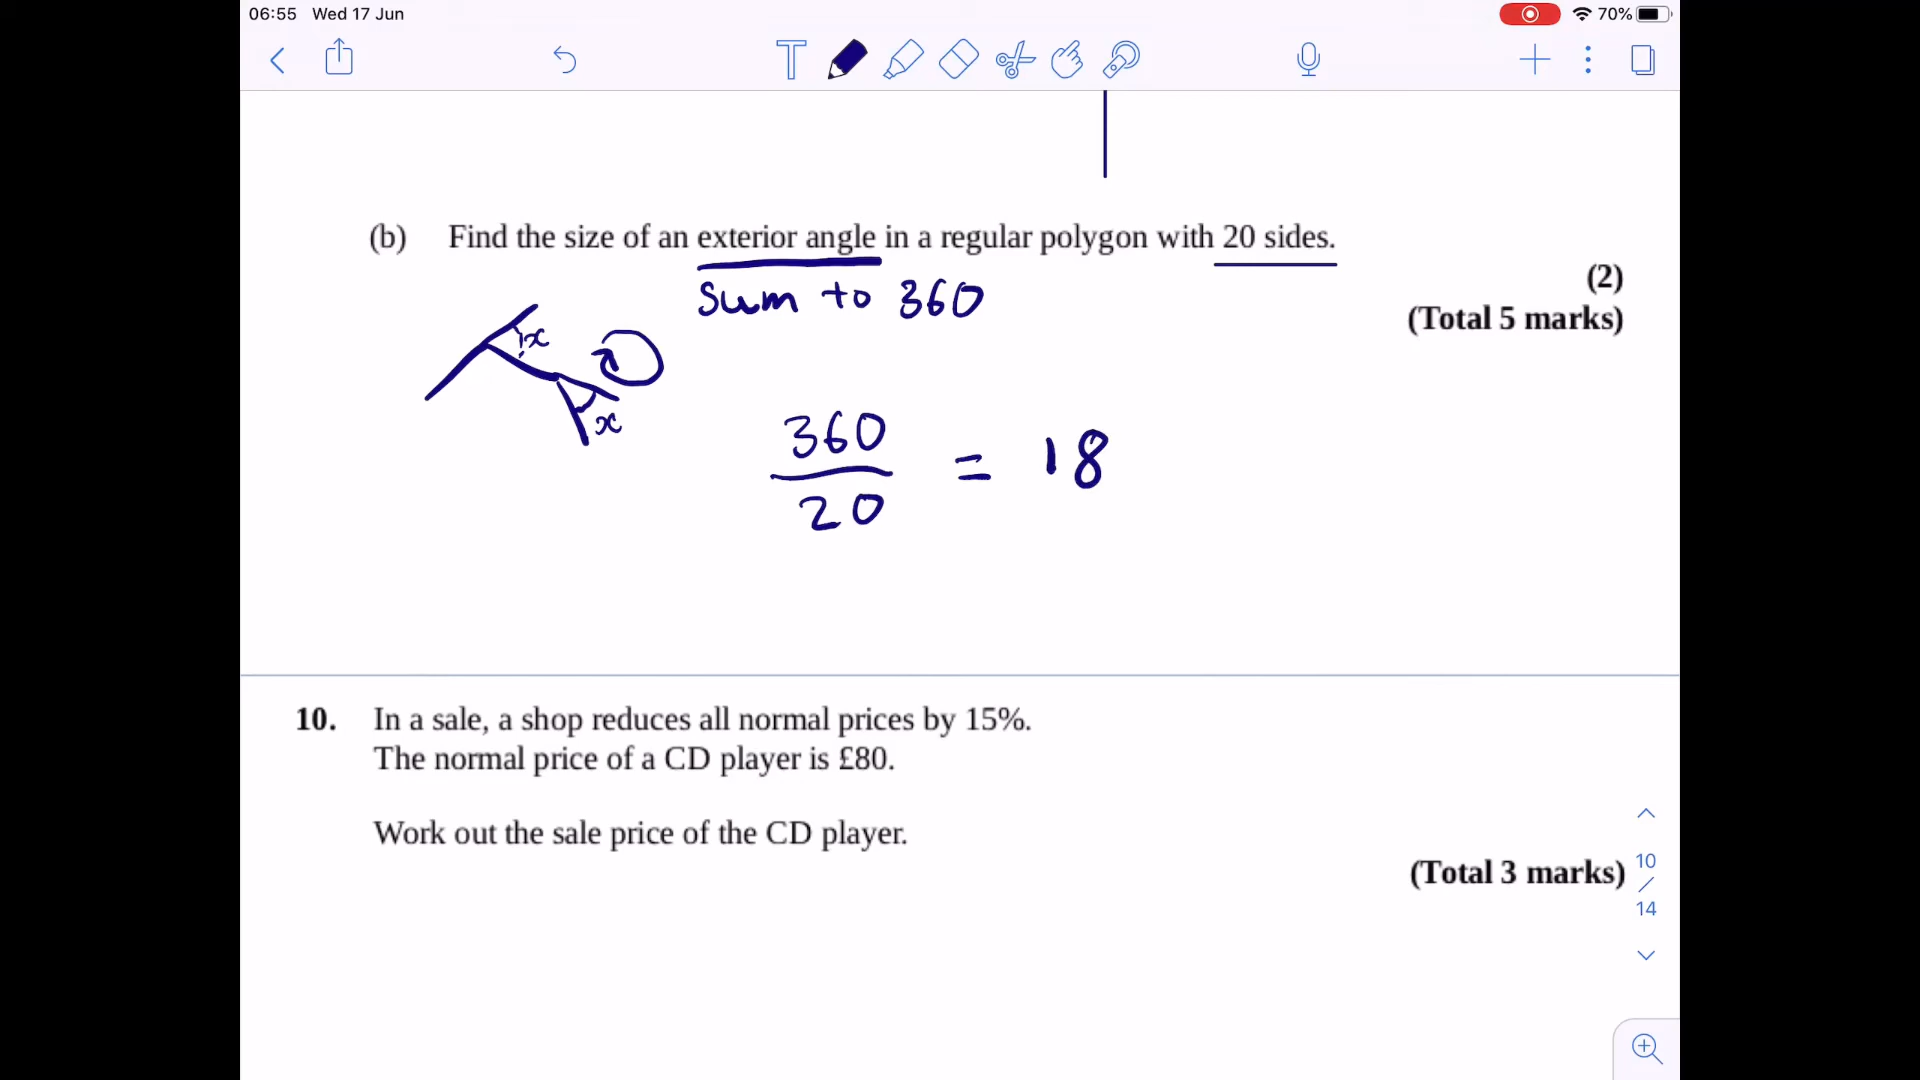 06:55 Wed 17 Jun
70%
T
(b) Find the size of an exterior angle in a regular polygon with 20 sides.
(2)
sum to 360
(Total 5 marks)
x
x
360
20
= 18
10. In a sale, a shop reduces all normal prices by 15%.
The normal price of a CD player is £80.
Work out the sale price of the CD player.
(Total 3 marks)
10
/
14